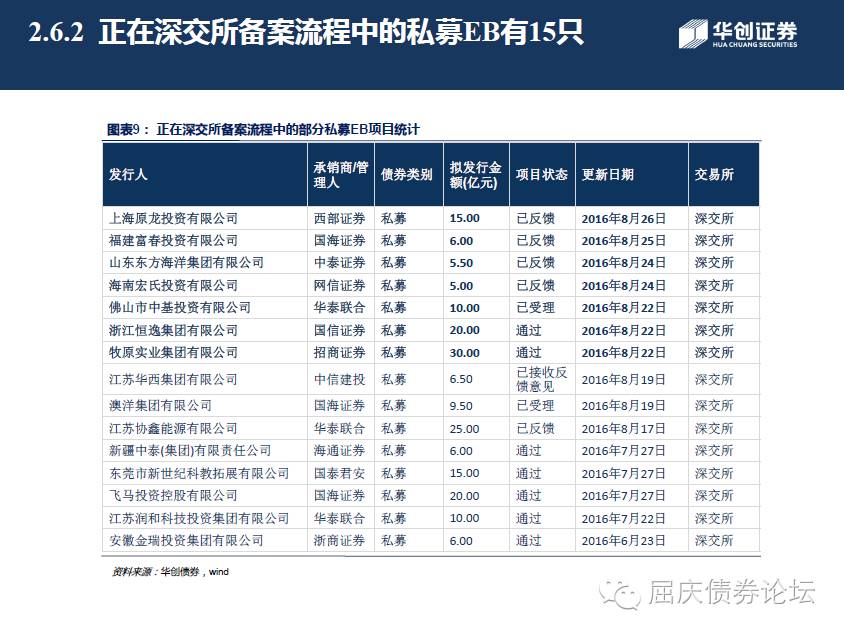 2.6.2 正在深交所备案流程中的私募EB有15只
华创证券
HUA CHUANG SECURITIES
图表9： 正在深交所备案流程中的部分私募EB项目统计
发行人 承销商/管理人 债券类别 拟发行金额(亿元) 项目状态 更新日期 交易所
上海原龙投资有限公司 西部证券 私募 15.00 已反馈 2016年8月26日 深交所
福建富春投资有限公司 国海证券 私募 6.00 已反馈 2016年8月25日 深交所
山东东方海洋集团有限公司 中泰证券 私募 5.50 已反馈 2016年8月24日 深交所
海南宏氏投资有限公司 网信证券 私募 5.00 已反馈 2016年8月24日 深交所
佛山市中基投资有限公司 华泰联合 私募 10.00 已受理 2016年8月22日 深交所
浙江恒逸集团有限公司 国信证券 私募 20.00 通过 2016年8月22日 深交所
牧原实业集团有限公司 招商证券 私募 30.00 通过 2016年8月22日 深交所
江苏华西集团有限公司 中信建投 私募 6.50 已接收反馈意见 2016年8月19日 深交所
澳洋集团有限公司 国海证券 私募 9.50 已受理 2016年8月19日 深交所
江苏协鑫能源有限公司 华泰联合 私募 25.00 已反馈 2016年8月17日 深交所
新疆中泰(集团)有限责任公司 海通证券 私募 6.00 通过 2016年7月27日 深交所
东莞市新世纪科教拓展有限公司 国泰君安 私募 15.00 通过 2016年7月27日 深交所
飞马投资控股有限公司 国海证券 私募 20.00 通过 2016年7月27日 深交所
江苏润和科技投资集团有限公司 华泰联合 私募 10.00 通过 2016年7月22日 深交所
安徽金瑞投资集团有限公司 浙商证券 私募 6.00 通过 2016年6月23日 深交所
资料来源：华创债券，wind
屈庆债券论坛